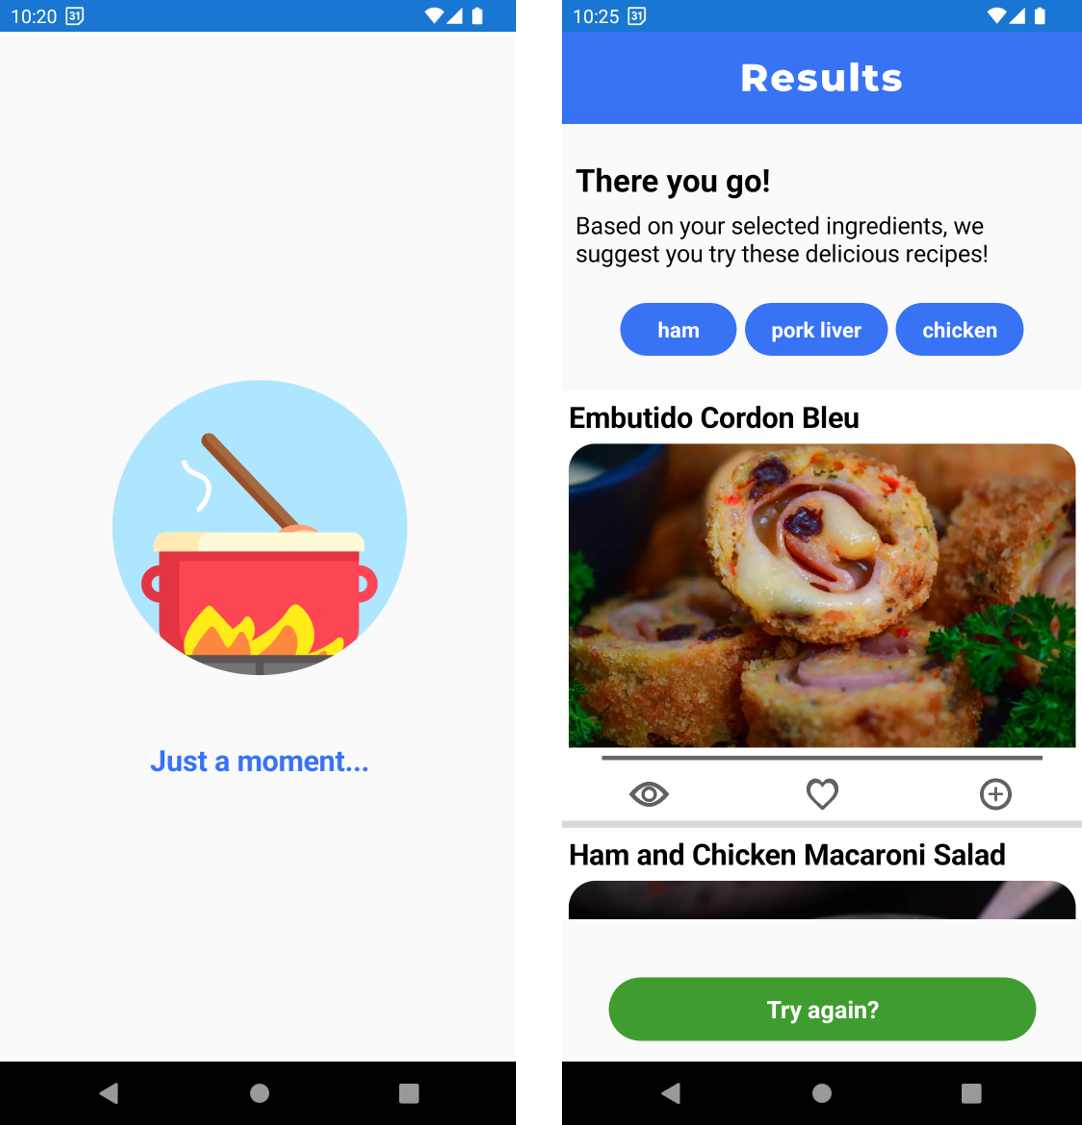 10:20 31
Just a moment...
10:25 31
Results
There you go!
Based on your selected ingredients, we
suggest you try these delicious recipes!
ham pork liver chicken
Embutido Cordon Bleu
Ham and Chicken Macaroni Salad
Try again?